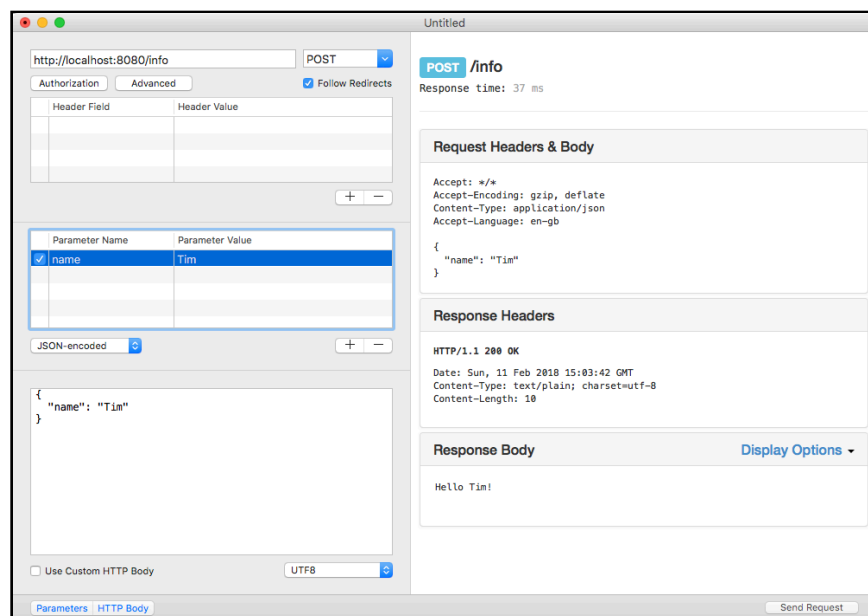 Untitled
http://localhost:8080/info
POST
Authorization
Advanced
Follow Redirects
Header Field
Header Value
+ −
Parameter Name
Parameter Value
name
Tim
JSON-encoded
+ −
{
"name": "Tim"
}
Use Custom HTTP Body
UTF8
Parameters
HTTP Body
POST /info
Response time: 37 ms
Request Headers & Body
Accept: */*
Accept-Encoding: gzip, deflate
Content-Type: application/json
Accept-Language: en-gb
{
"name": "Tim"
}
Response Headers
HTTP/1.1 200 OK
Date: Sun, 11 Feb 2018 15:03:42 GMT
Content-Type: text/plain; charset=utf-8
Content-Length: 10
Response Body
Display Options
Hello Tim!
Send Request